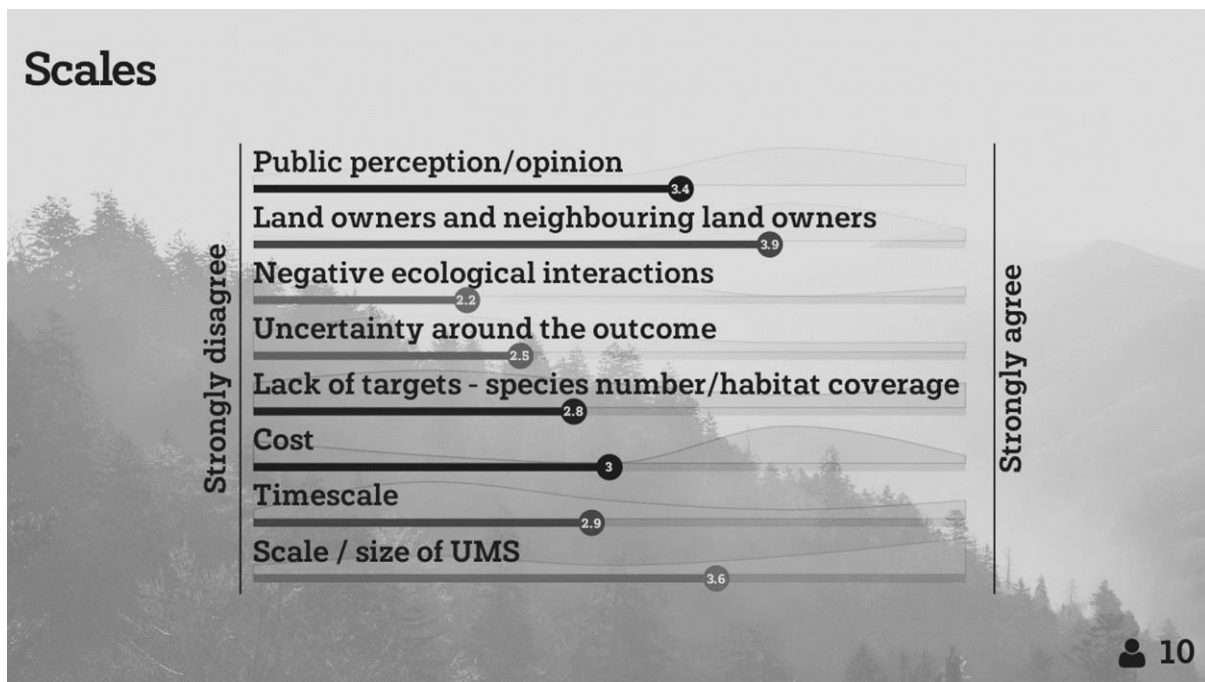 Scales
Strongly disagree
Public perception/opinion
3.4
Land owners and neighbouring land owners
3.9
Negative ecological interactions
2.2
Uncertainty around the outcome
2.5
Lack of targets - species number/habitat coverage
2.8
Cost
3
Timescale
2.9
Scale / size of UMS
3.6
Strongly agree
10